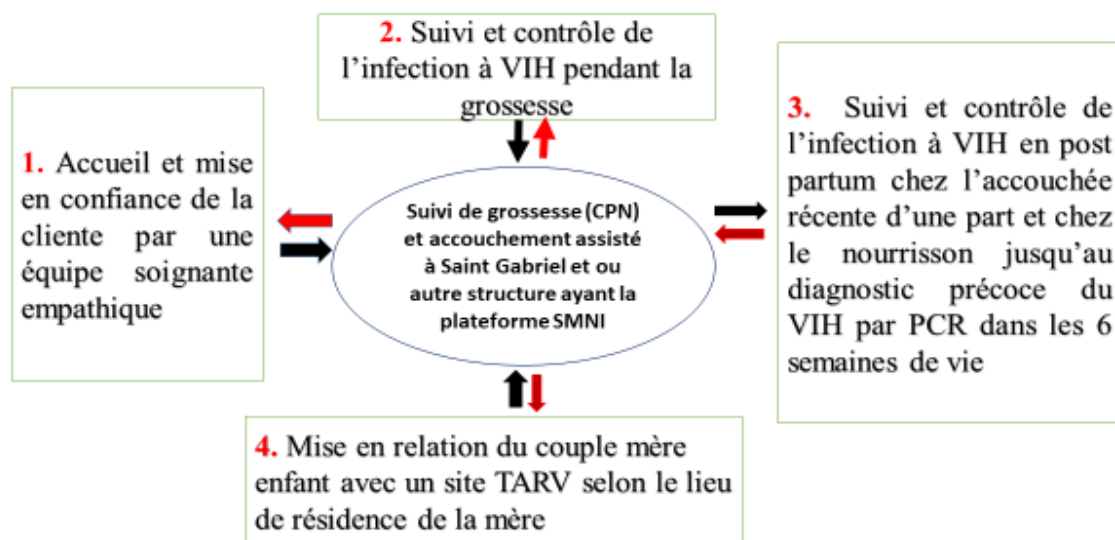 2. Suivi et contrôle de
l’infection à VIH pendant la
grossesse
1. Accueil et mise
en confiance de la
cliente par une
équipe soignante
empathique
Suivi de grossesse (CPN)
et accouchement assisté
à Saint Gabriel et ou
autre structure ayant la
plateforme SMNI
3. Suivi et contrôle de
l’infection à VIH en post
partum chez l’accouchée
récente d’une part et chez
le nourrisson jusqu’au
diagnostic précoce du
VIH par PCR dans les 6
semaines de vie
4. Mise en relation du couple mère
enfant avec un site TARV selon le lieu
de résidence de la mère